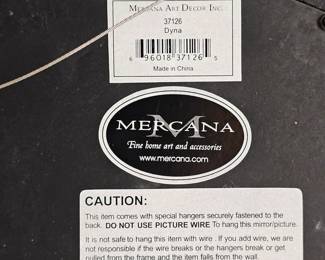 MERCANA ART DECOR INC.
37126
Dyna
6 96018 37126 5
Made in China
M
MERCANA
Fine home art and accessories
www.mercana.com
CAUTION:
This item comes with special hangers securely fastened to the
back. DO NOT USE PICTURE WIRE To hang this mirror/picture.
It is not safe to hang this item with wire . If you add wire, we are
not responsible if the wire breaks or the hangers break or get
pulled from the frame and the item falls from the wall.